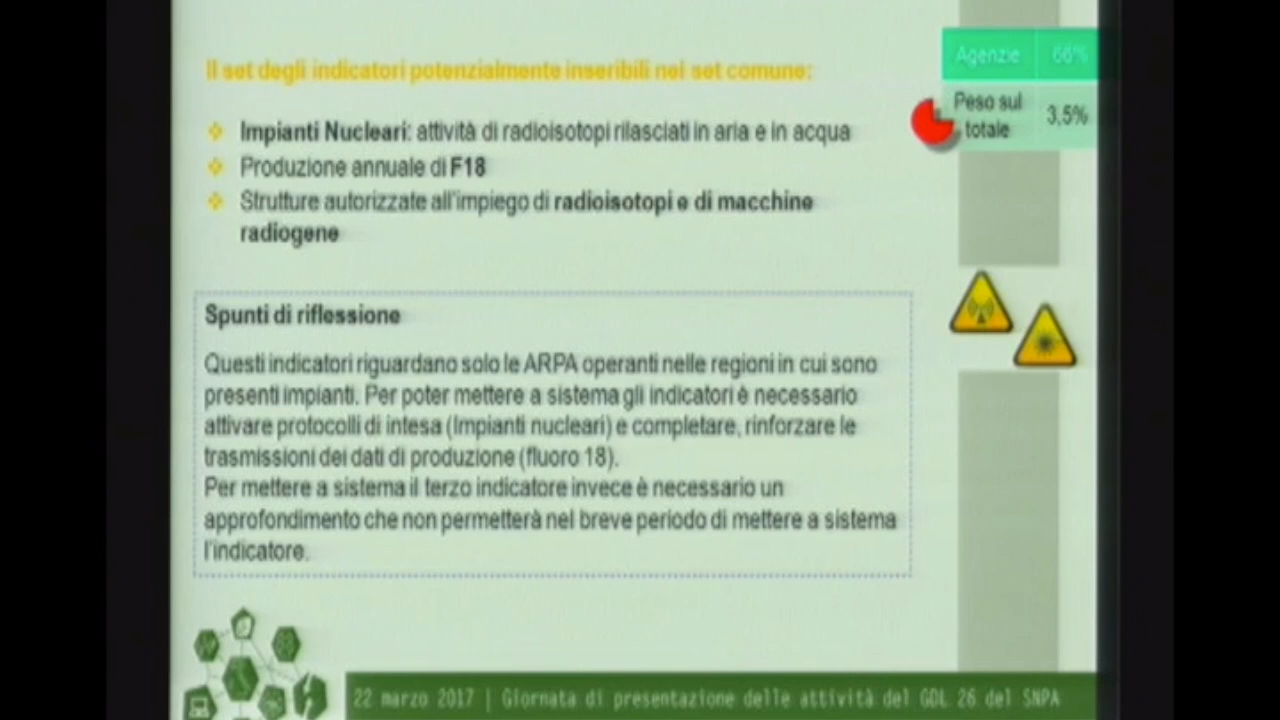 Il set degli indicatori potenzialmente inseribili nel set comune:
Agenzie 66%
Peso sul totale 3,5%
Impianti Nucleari: attività di radioisotopi rilasciati in aria e in acqua
Produzione annuale di F18
Strutture autorizzate all'impiego di radioisotopi e di macchine
radiogene
Spunti di riflessione
Questi indicatori riguardano solo le ARPA operanti nelle regioni in cui sono
presenti impianti. Per poter mettere a sistema gli indicatori è necessario
attivare protocolli di intesa (Impianti nucleari) e completare, rinforzare le
trasmissioni dei dati di produzione (fluoro 18).
Per mettere a sistema il terzo indicatore invece è necessario un
approfondimento che non permetterà nel breve periodo di mettere a sistema
l'indicatore.
22 marzo 2017 | Giornata di presentazione delle attività del GDL 26 del SNPA